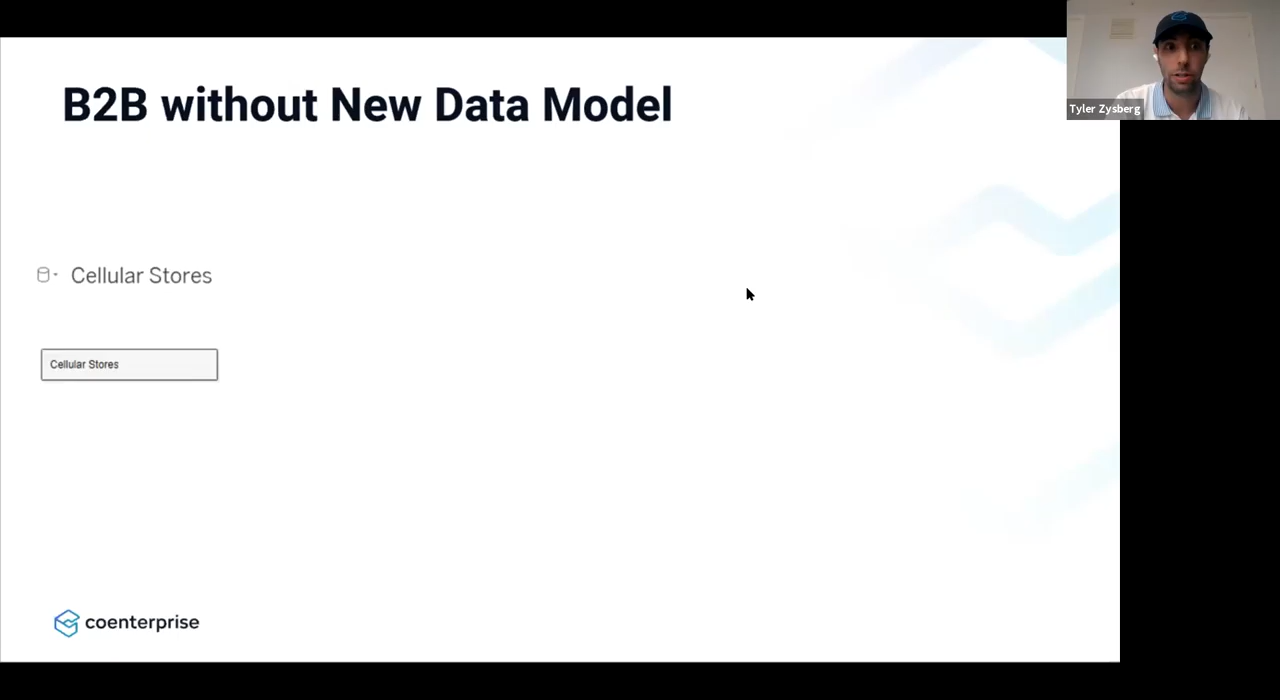 B2B without New Data Model
Tyler Zysberg
Cellular Stores
Cellular Stores
coenterprise